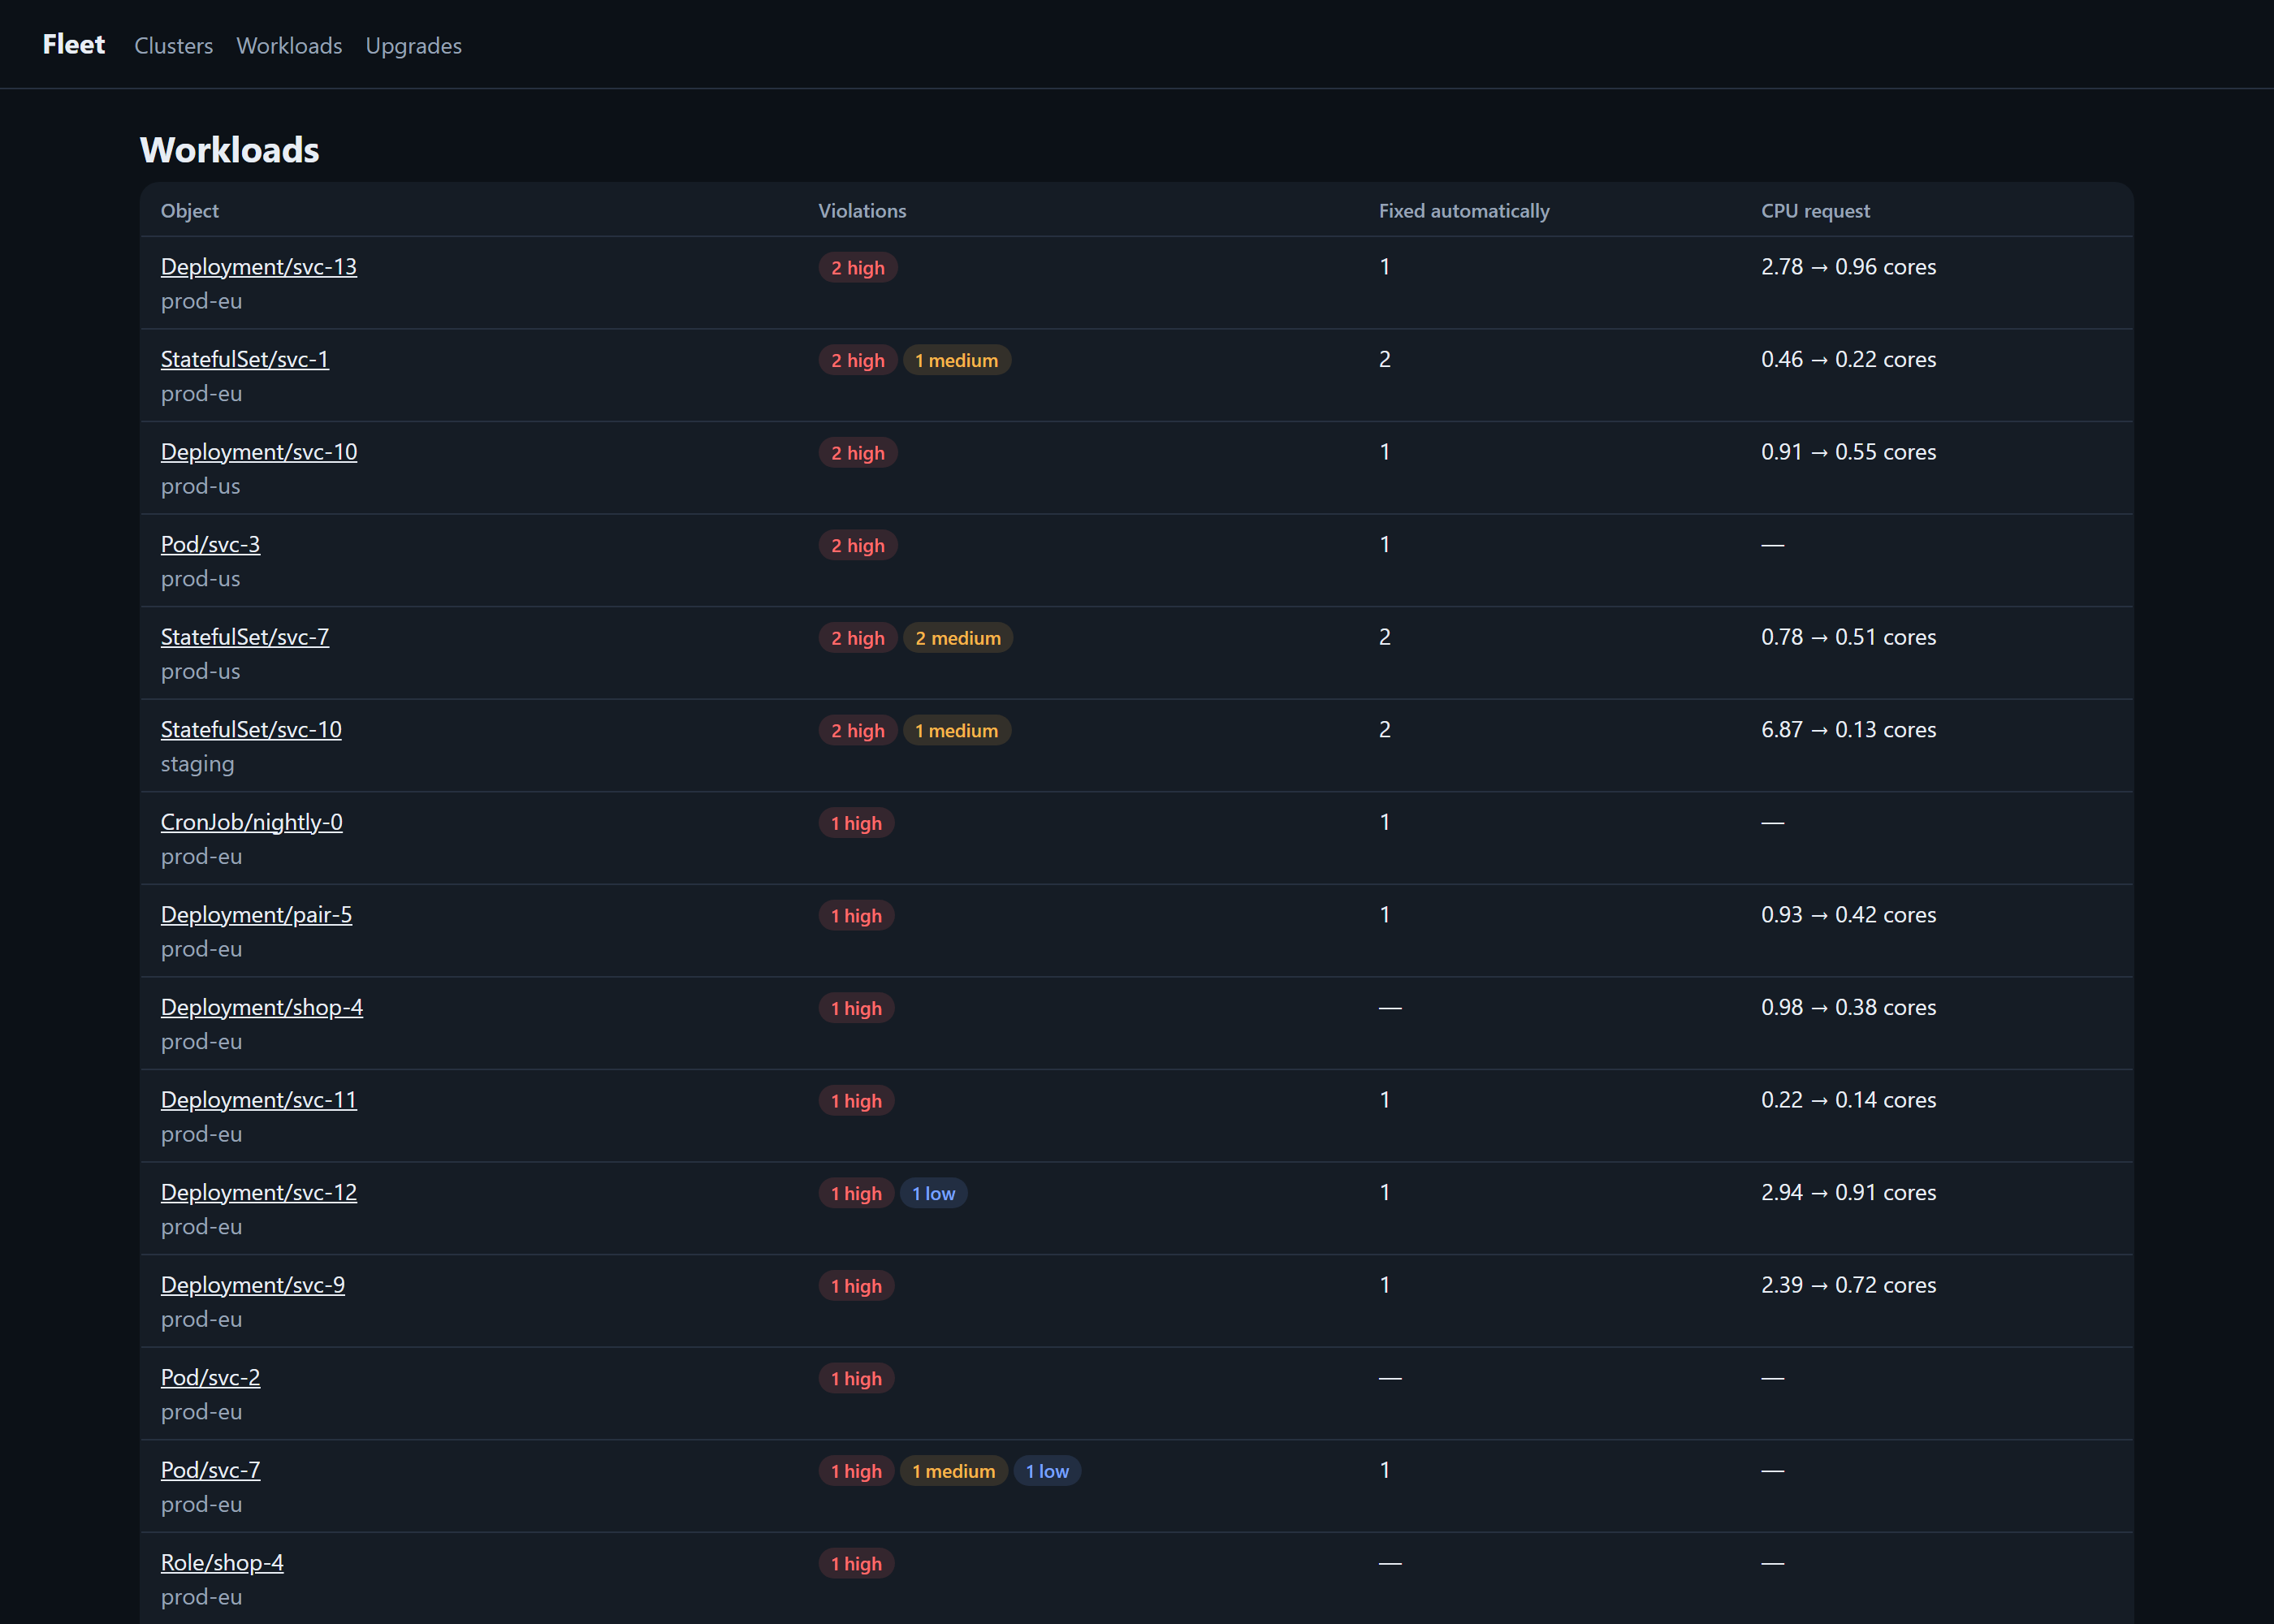 Fleet Clusters Workloads Upgrades
Workloads
Object Violations Fixed automatically CPU request
Deployment/svc-13 2 high 1 2.78 → 0.96 cores
prod-eu
StatefulSet/svc-1 2 high 1 medium 2 0.46 → 0.22 cores
prod-eu
Deployment/svc-10 2 high 1 0.91 → 0.55 cores
prod-us
Pod/svc-3 2 high 1 —
prod-us
StatefulSet/svc-7 2 high 2 medium 2 0.78 → 0.51 cores
prod-us
StatefulSet/svc-10 2 high 1 medium 2 6.87 → 0.13 cores
staging
CronJob/nightly-0 1 high 1 —
prod-eu
Deployment/pair-5 1 high 1 0.93 → 0.42 cores
prod-eu
Deployment/shop-4 1 high — 0.98 → 0.38 cores
prod-eu
Deployment/svc-11 1 high 1 0.22 → 0.14 cores
prod-eu
Deployment/svc-12 1 high 1 low 1 2.94 → 0.91 cores
prod-eu
Deployment/svc-9 1 high 1 2.39 → 0.72 cores
prod-eu
Pod/svc-2 1 high — —
prod-eu
Pod/svc-7 1 high 1 medium 1 low 1 —
prod-eu
Role/shop-4 1 high — —
prod-eu